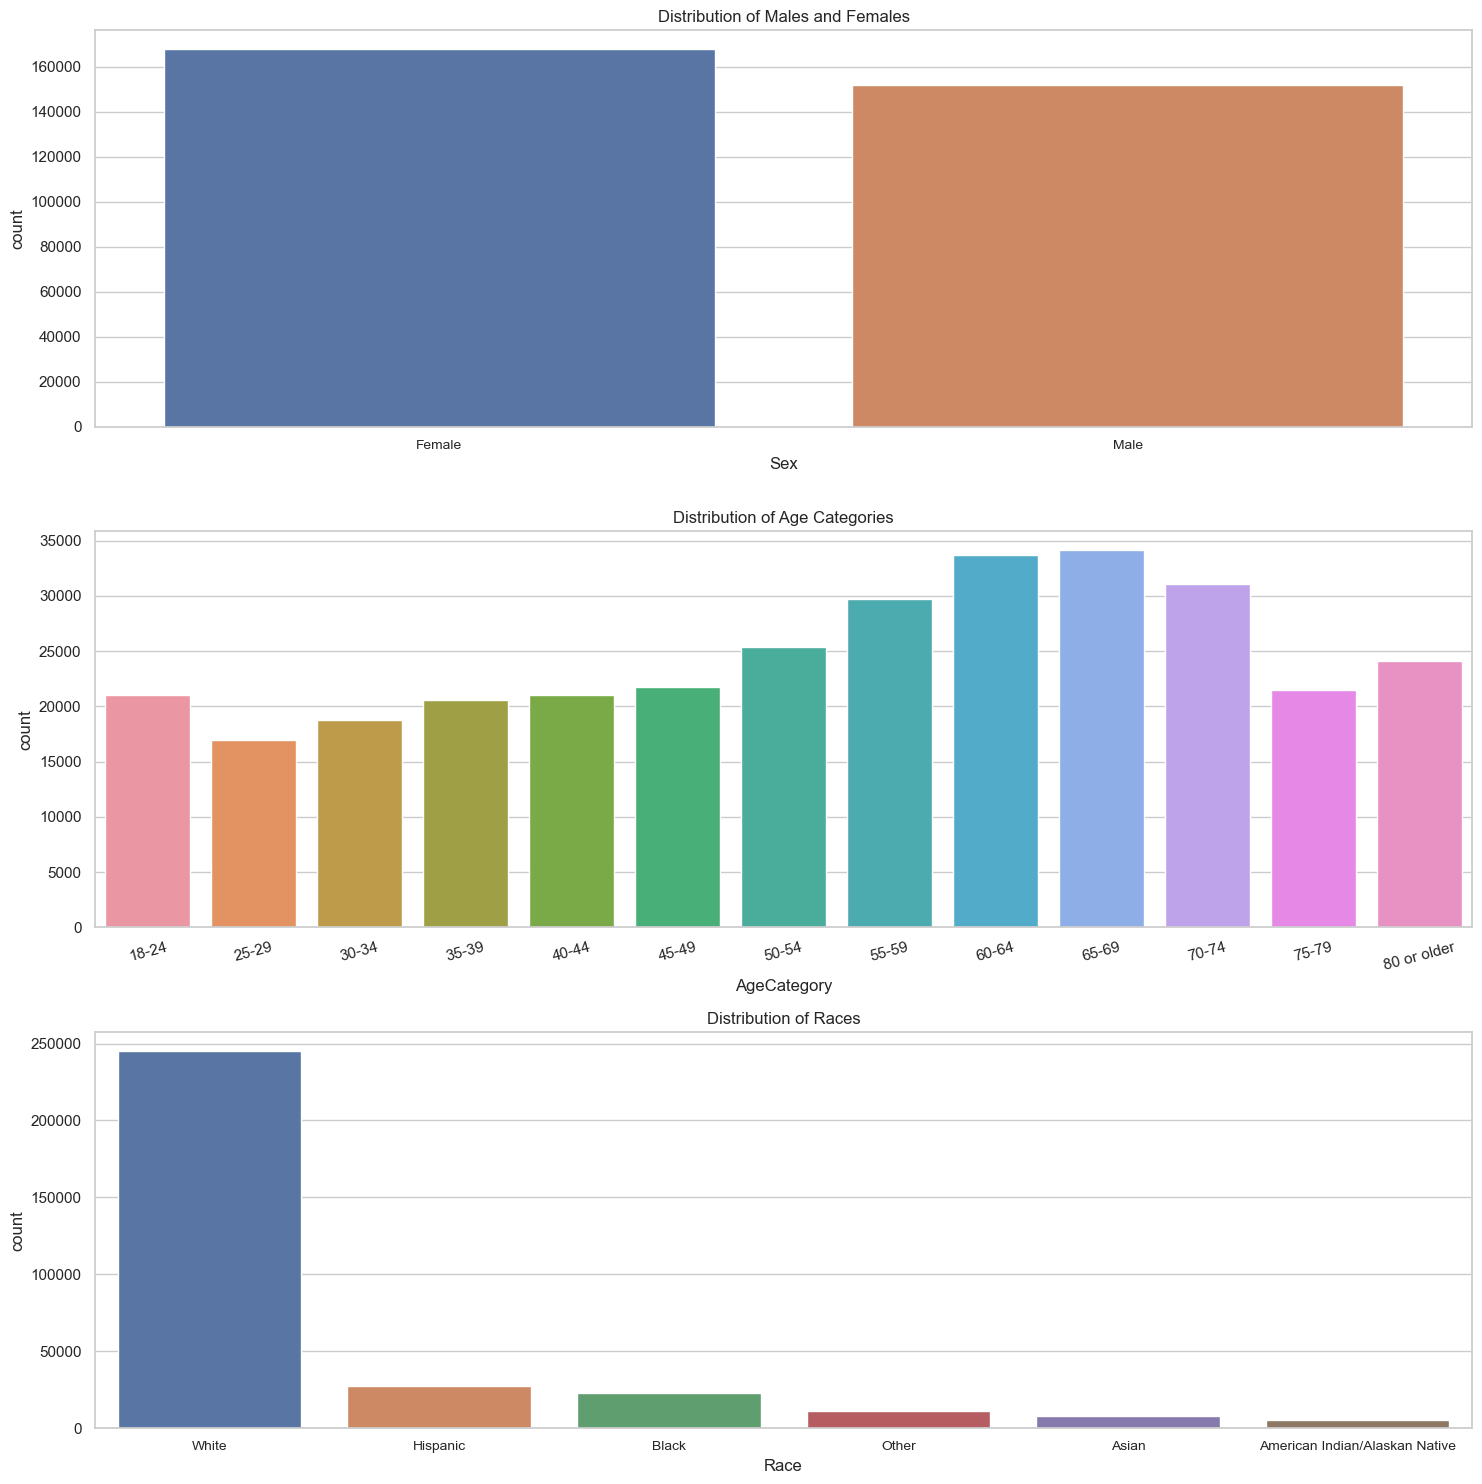 Distribution of Males and Females
160000
140000
120000
100000
80000
60000
40000
20000
0
count
Female Male
Sex
Distribution of Age Categories
35000
30000
25000
20000
15000
10000
5000
0
count
18-24 25-29 30-34 35-39 40-44 45-49 50-54 55-59 60-64 65-69 70-74 75-79 80 or older
AgeCategory
Distribution of Races
250000
200000
150000
100000
50000
0
count
White Hispanic Black Other Asian American Indian/Alaskan Native
Race